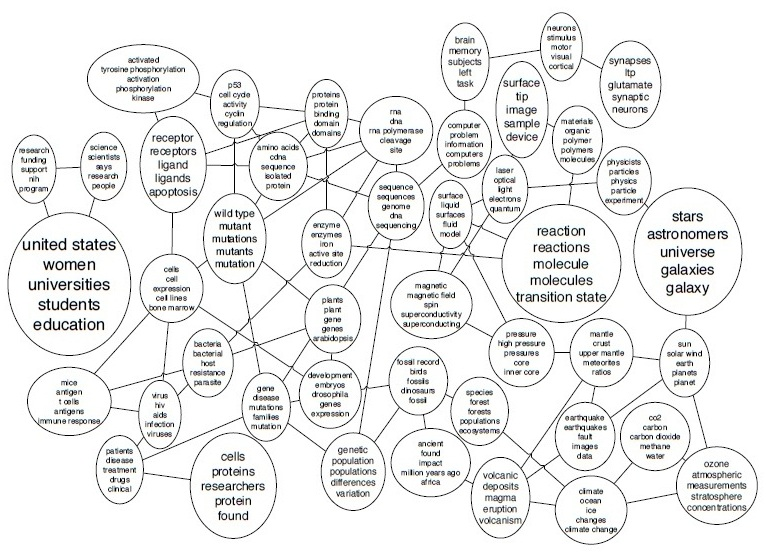 activated
tyrosine phosphorylation
activation
phosphorylation
kinase
p53
cell cycle
activity
cyclin
regulation
proteins
protein
binding
domain
domains
rna
dna
rna polymerase
cleavage
site
brain
memory
subjects
left
task
neurons
stimulus
motor
visual
cortical
synapses
ltp
glutamate
synaptic
neurons
surface
tip
image
sample
device
research
funding
support
nih
program
science
scientists
says
research
people
receptor
receptors
ligand
ligands
apoptosis
amino acids
cdna
sequence
isolated
protein
computer
problem
information
computers
problems
materials
organic
polymer
polymers
molecules
physicists
particles
physics
particle
experiment
laser
optical
light
electrons
quantum
sequence
sequences
genome
dna
sequencing
surface
liquid
surfaces
fluid
model
wild type
mutant
mutations
mutants
mutation
enzyme
enzymes
iron
active site
reduction
united states
women
universities
students
education
reaction
reactions
molecule
molecules
transition state
stars
astronomers
universe
galaxies
galaxy
cells
cell
expression
cell lines
bone marrow
magnetic
magnetic field
spin
superconductivity
superconducting
plants
plant
gene
genes
arabidopsis
bacteria
bacterial
host
resistance
parasite
pressure
high pressure
pressures
core
inner core
mantle
crust
upper mantle
meteorites
ratios
sun
solar wind
earth
planets
planet
mice
antigen
t cells
antigens
immune response
virus
hiv
aids
infection
viruses
gene
disease
mutations
families
mutation
development
embryos
drosophila
genes
expression
fossil record
birds
fossils
dinosaurs
fossil
species
forest
forests
populations
ecosystems
earthquake
earthquakes
fault
images
data
co2
carbon
carbon dioxide
methane
water
patients
disease
treatment
drugs
clinical
cells
proteins
researchers
protein
found
genetic
population
populations
differences
variation
ancient
found
impact
million years ago
africa
volcanic
deposits
magma
eruption
volcanism
climate
ocean
ice
changes
climate change
ozone
atmospheric
measurements
stratosphere
concentrations